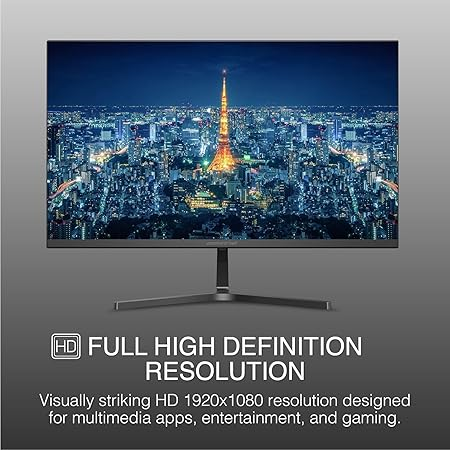 HD FULL HIGH DEFINITION
RESOLUTION
Visually striking HD 1920x1080 resolution designed
for multimedia apps, entertainment, and gaming.